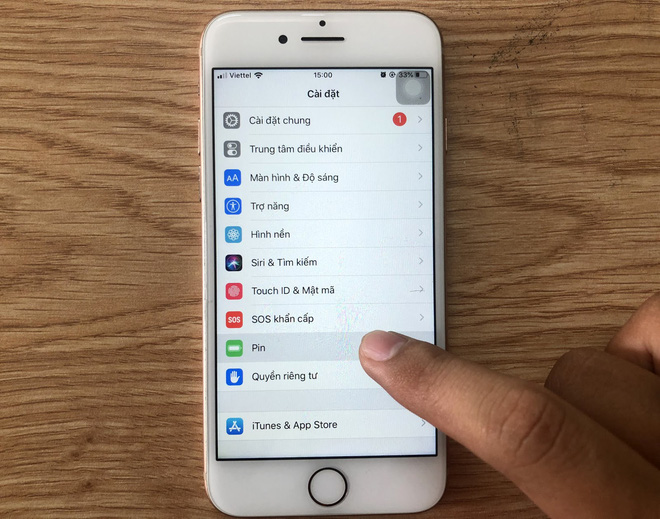 Viettel 15:00 33%
Cài đặt
Cài đặt chung 1
Trung tâm điều khiển
AA Màn hình & Độ sáng
Trợ năng
Hình nền
Siri & Tìm kiếm
Touch ID & Mật mã
SOS SOS khẩn cấp
Pin
Quyền riêng tư
iTunes & App Store